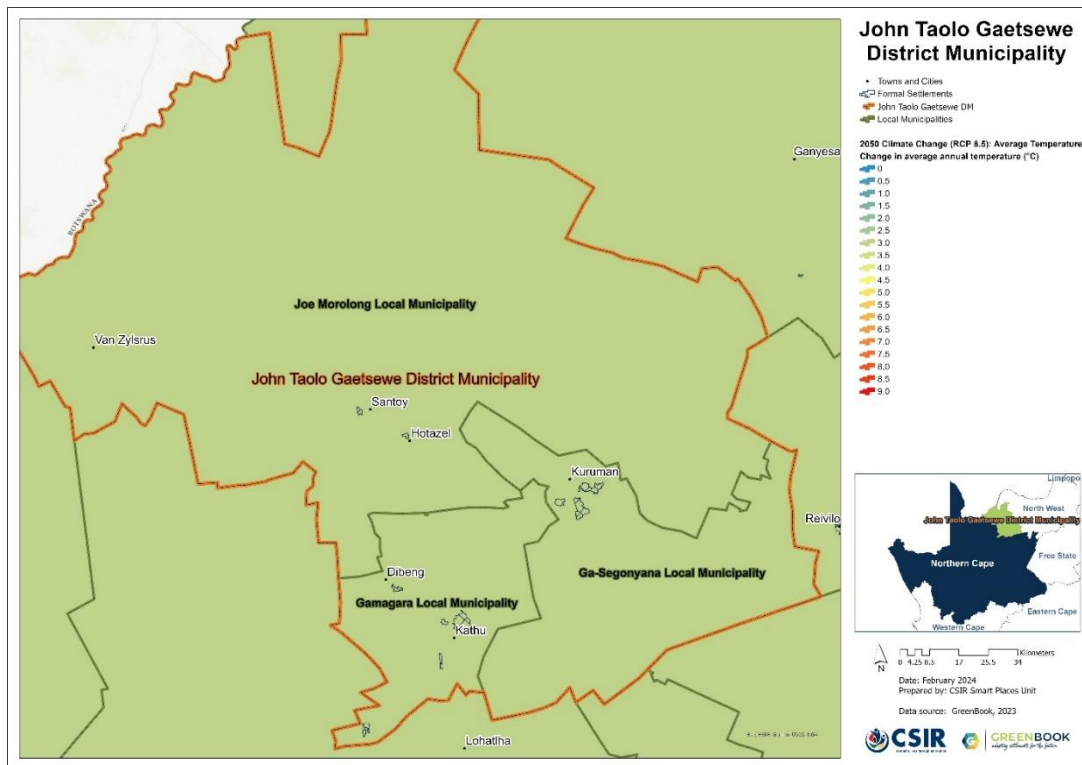 John Taolo Gaetsewe
District Municipality
Towns and Cities
Formal Settlements
John Taolo Gaetsewe DM
Local Municipalities
2050 Climate Change (RCP 8.5): Average Temperature
Change in average annual temperature (°C)
0
0.5
1.0
1.5
2.0
2.5
3.0
3.5
4.0
4.5
5.0
5.5
6.0
6.5
7.0
7.5
8.0
8.5
9.0
BOTSWANA
Ganyesa
Joe Morolong Local Municipality
Van Zylsrus
John Taolo Gaetsewe District Municipality
Santoy
Hotazel
Kuruman
Reivilo
Dibeng
Ga-Segonyana Local Municipality
Gamagara Local Municipality
Kathu
Lohatlha
Limpopo
North West
John Taolo Gaetsewe District Municipality
Free State
Northern Cape
Eastern Cape
Western Cape
Kilometers
0 4.25 8.5 17 25.5 34
N
Date: February 2024
Prepared by: CSIR Smart Places Unit
Data source: GreenBook, 2023
CSIR
GREENBOOK
adapting settlements for the future